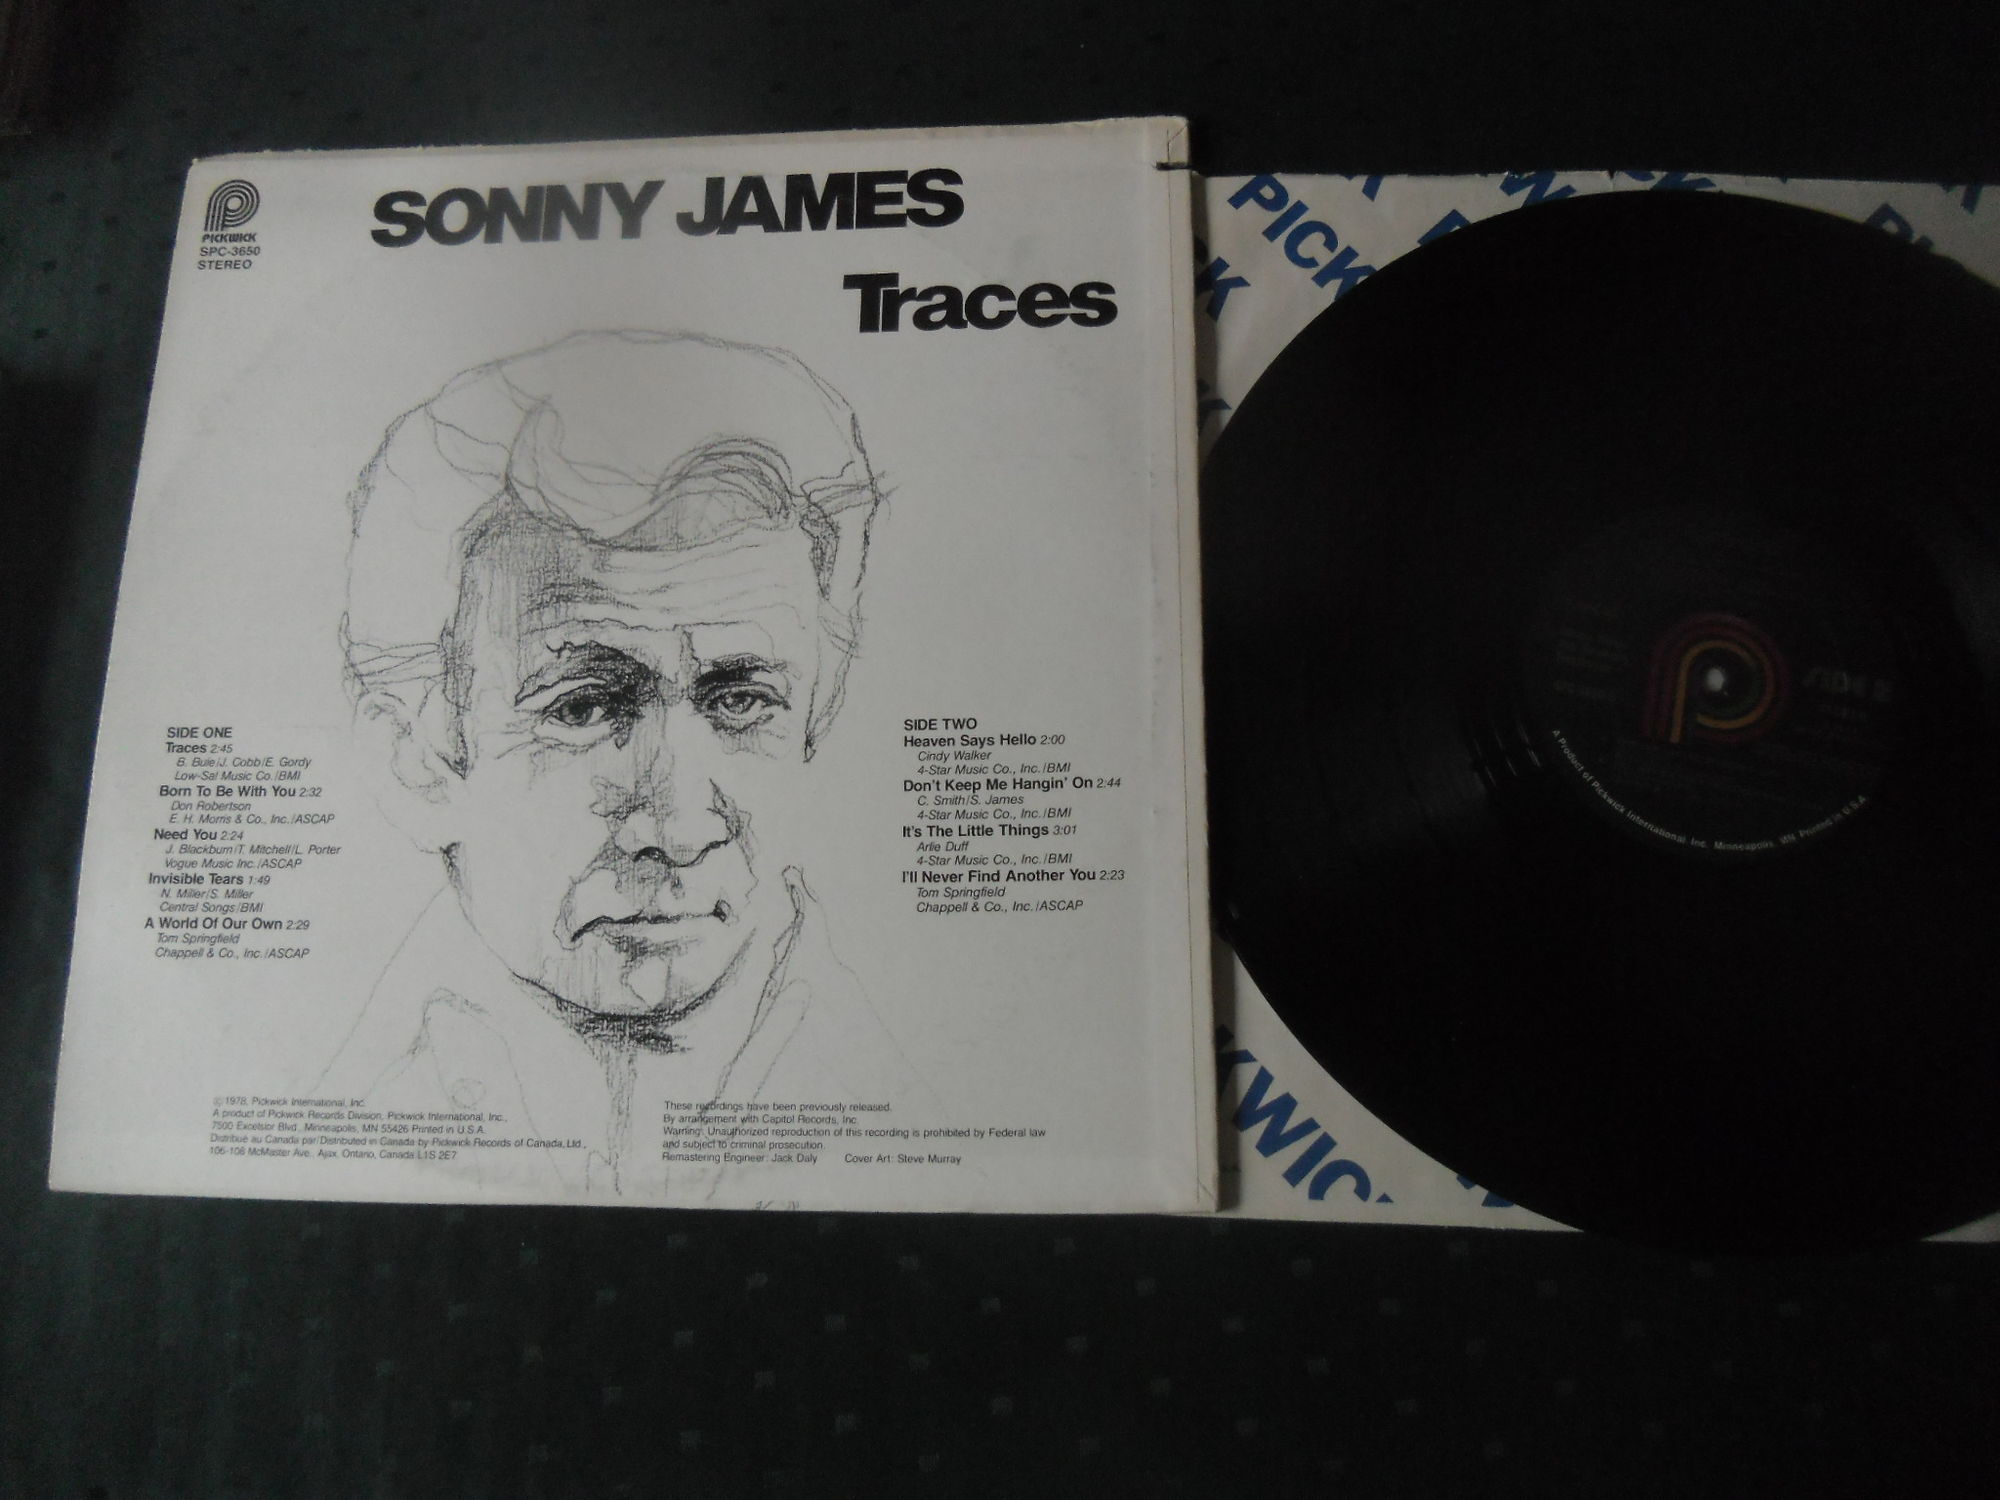 PICKWICK
SPC-3650
STEREO
SONNY JAMES
Traces
SIDE ONE
Traces 2:45
B. Buie/J. Cobb/E. Gordy
Low-Sal Music Co./BMI
Born To Be With You 2:32
Don Robertson
E. H. Morris & Co., Inc./ASCAP
Need You 2:24
J. Blackburn/T. Mitchell/L. Porter
Vogue Music Inc./ASCAP
Invisible Tears 1:49
N. Miller/S. Miller
Central Songs/BMI
A World Of Our Own 2:29
Tom Springfield
Chappell & Co., Inc./ASCAP
SIDE TWO
Heaven Says Hello 2:00
Cindy Walker
4-Star Music Co., Inc./BMI
Don't Keep Me Hangin' On 2:44
C. Smith/S. James
4-Star Music Co., Inc./BMI
It's The Little Things 3:01
Arlie Duff
4-Star Music Co., Inc./BMI
I'll Never Find Another You 2:23
Tom Springfield
Chappell & Co., Inc./ASCAP
© 1978, Pickwick International, Inc.
A product of Pickwick Records Division, Pickwick International, Inc.,
7500 Excelsior Blvd., Minneapolis, MN 55426 Printed in U.S.A.
Distribué au Canada par/Distributed in Canada by Pickwick Records of Canada, Ltd.,
106-108 McMaster Ave., Ajax, Ontario, Canada L1S 2E7
These recordings have been previously released.
By arrangement with Capitol Records, Inc.
Warning: Unauthorized reproduction of this recording is prohibited by Federal law
and subject to criminal prosecution.
Remastering Engineer: Jack Daly Cover Art: Steve Murray
PICK
KWIC
A Product of Pickwick International Inc. Minneapolis, MN Printed in U.S.A.